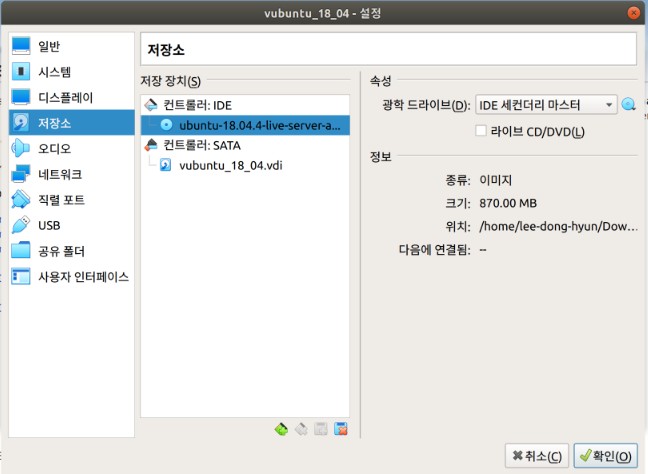 vubuntu_18_04 - 설정
일반
시스템
디스플레이
저장소
오디오
네트워크
직렬 포트
USB
공유 폴더
사용자 인터페이스
저장소
저장 장치(S)
컨트롤러: IDE
ubuntu-18.04.4-live-server-a...
컨트롤러: SATA
vubuntu_18_04.vdi
속성
광학 드라이브(D): IDE 세컨더리 마스터
라이브 CD/DVD(L)
정보
종류: 이미지
크기: 870.00 MB
위치: /home/lee-dong-hyun/Dow...
다음에 연결됨: --
취소(C) 확인(O)